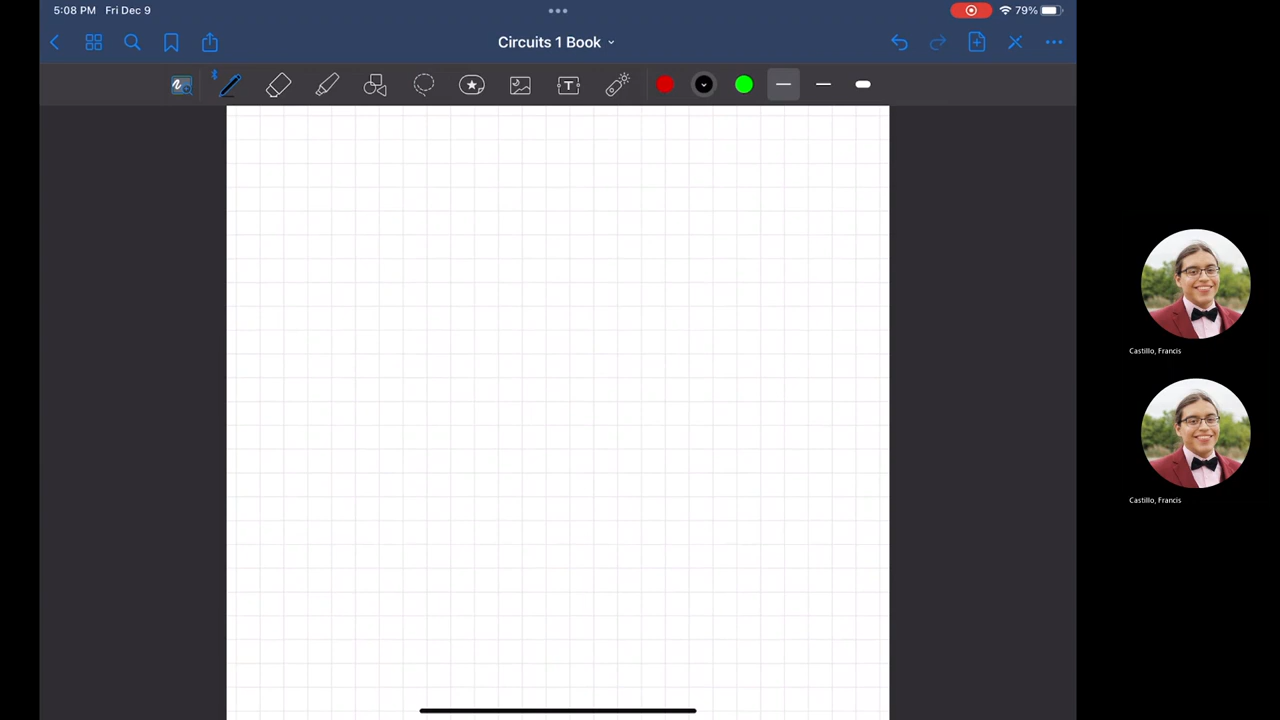 5:08 PM Fri Dec 9
79%
Circuits 1 Book
T
Castillo, Francis
Castillo, Francis